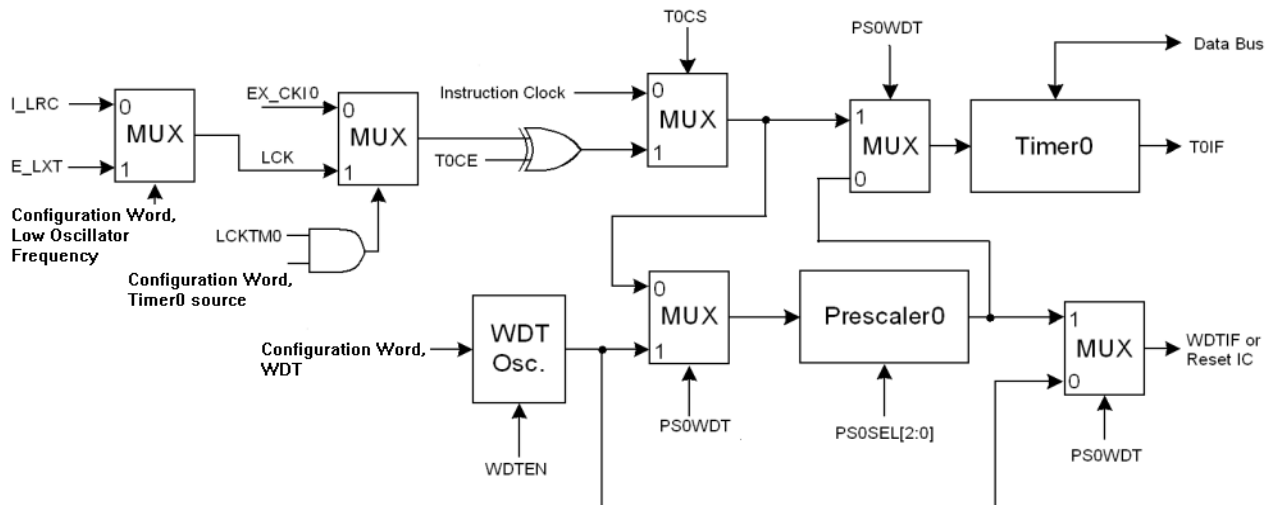 T0CS
PS0WDT
Data Bus
I_LRC
0
MUX
E_LXT
1
Configuration Word,
Low Oscillator
Frequency
EX_CKI0
0
MUX
LCK
1
LCKTM0
Configuration Word,
Timer0 source
T0CE
Instruction Clock
0
MUX
1
1
MUX
0
Timer0
T0IF
Configuration Word,
WDT
WDT
Osc.
WDTEN
0
MUX
1
PS0WDT
Prescaler0
PS0SEL[2:0]
1
MUX
0
WDTIF or
Reset IC
PS0WDT